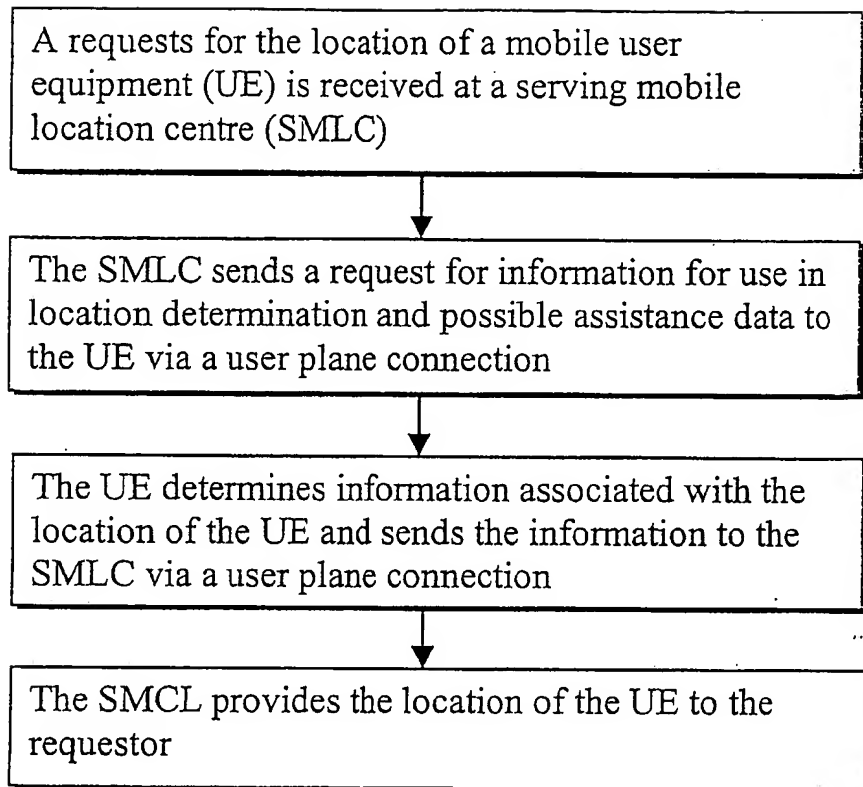 A requests for the location of a mobile user
equipment (UE) is received at a serving mobile
location centre (SMLC)
The SMLC sends a request for information for use in
location determination and possible assistance data to
the UE via a user plane connection
The UE determines information associated with the
location of the UE and sends the information to the
SMLC via a user plane connection
The SMCL provides the location of the UE to the
requestor